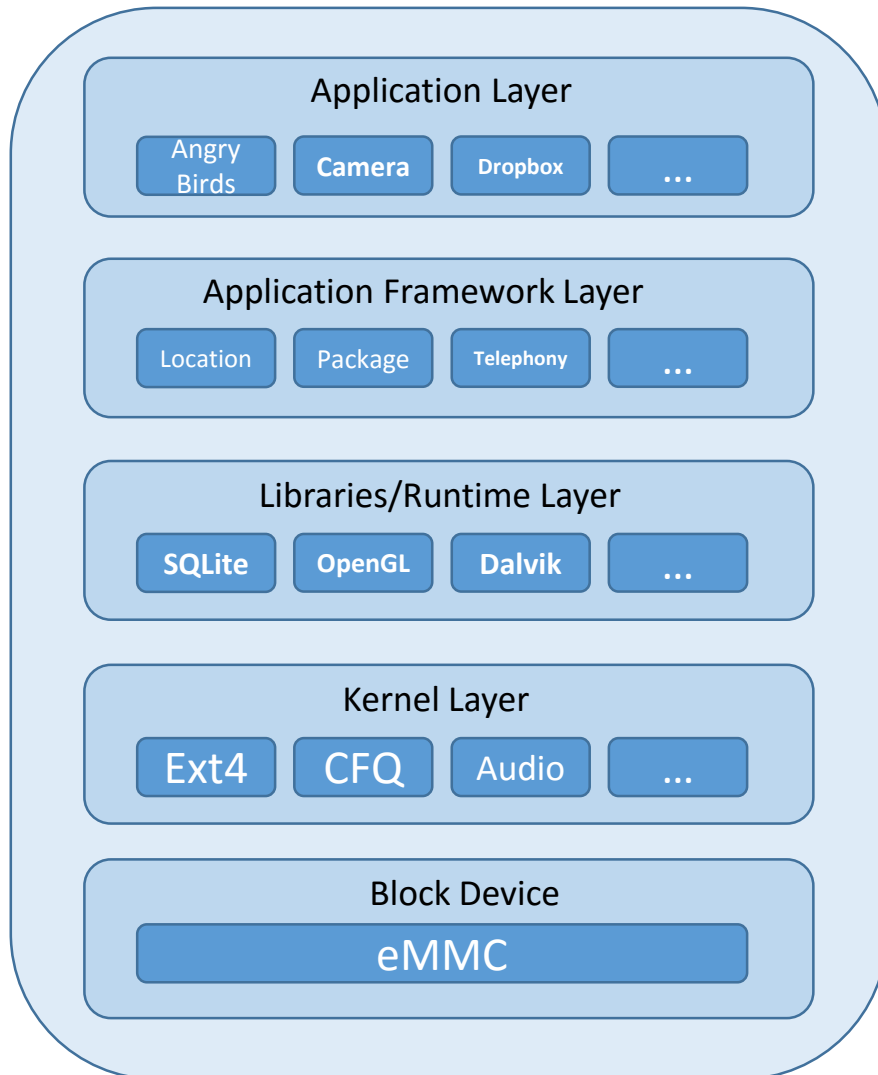 Application Layer
Angry
Birds
Camera
Dropbox
...
Application Framework Layer
Location
Package
Telephony
...
Libraries/Runtime Layer
SQLite
OpenGL
Dalvik
...
Kernel Layer
Ext4
CFQ
Audio
...
Block Device
eMMC